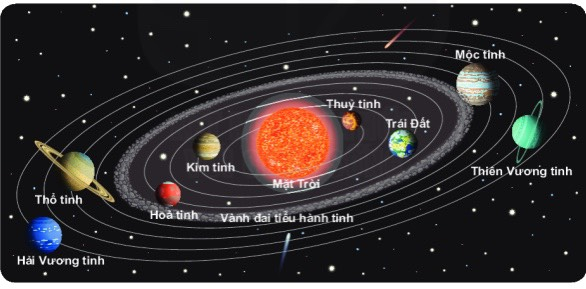 Mộc tinh
Thuỷ tinh
Trái Đất
Kim tinh
Thiên Vương tinh
Mặt Trời
Thổ tinh
Hoả tinh
Vành đai tiểu hành tinh
Hải Vương tinh